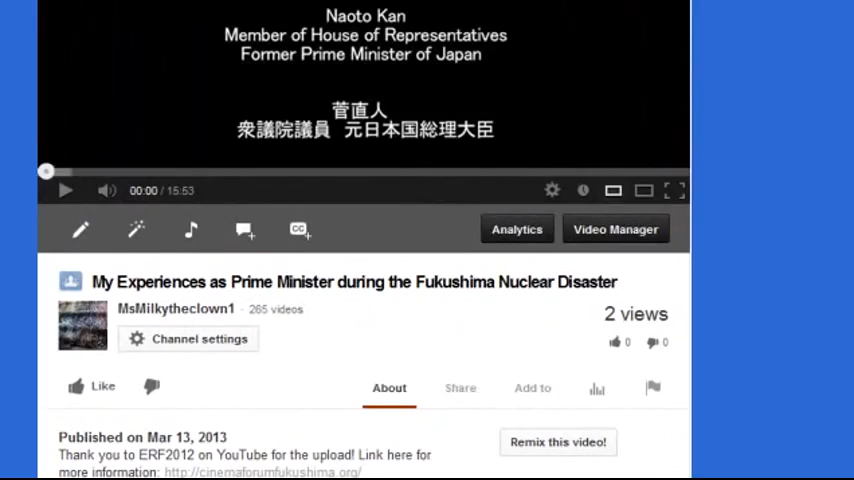 Naoto Kan
Member of House of Representatives
Former Prime Minister of Japan
菅直人
衆議院議員 元日本国総理大臣
00:00 / 15:53
CC
Analytics
Video Manager
My Experiences as Prime Minister during the Fukushima Nuclear Disaster
MsMilkytheclown1 · 265 videos
2 views
Channel settings
0 0
Like
About
Share
Add to
Published on Mar 13, 2013
Remix this video!
Thank you to ERF2012 on YouTube for the upload! Link here for
more information: http://cinemaforumfukushima.org/